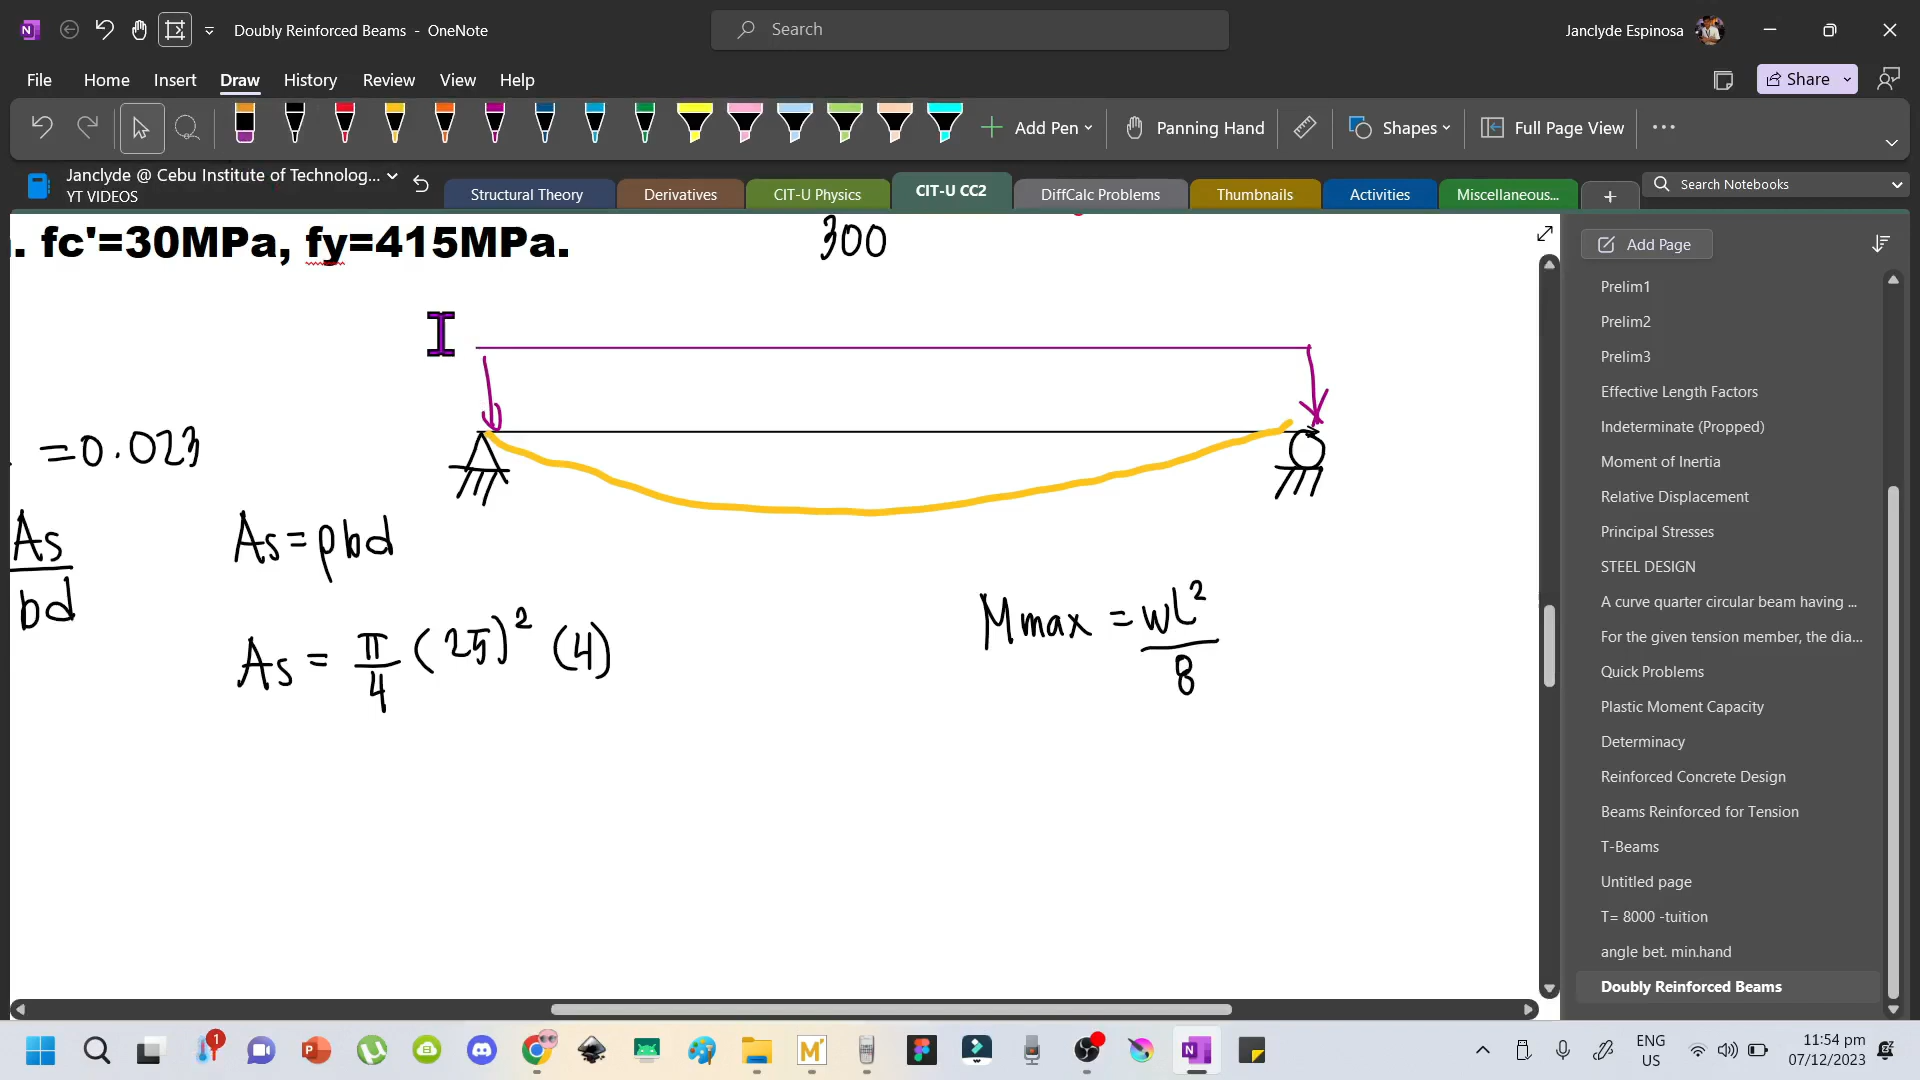 Doubly Reinforced Beams - OneNote
Search
Janclyde Espinosa
File Home Insert Draw History Review View Help
Share
Add Pen
Panning Hand
Shapes
Full Page View
Janclyde @ Cebu Institute of Technolog...
YT VIDEOS
Structural Theory
Derivatives
CIT-U Physics
CIT-U CC2
DiffCalc Problems
Thumbnails
Activities
Miscellaneous...
Search Notebooks
. fc'=30MPa, fy=415MPa.
300
=0.023
As
bd
As=ρbd
As = π/4 (25)² (4)
Mmax = wL²/8
Add Page
Prelim1
Prelim2
Prelim3
Effective Length Factors
Indeterminate (Propped)
Moment of Inertia
Relative Displacement
Principal Stresses
STEEL DESIGN
A curve quarter circular beam having ...
For the given tension member, the dia...
Quick Problems
Plastic Moment Capacity
Determinacy
Reinforced Concrete Design
Beams Reinforced for Tension
T-Beams
Untitled page
T= 8000 -tuition
angle bet. min.hand
Doubly Reinforced Beams
1
ENG
US
11:54 pm
07/12/2023